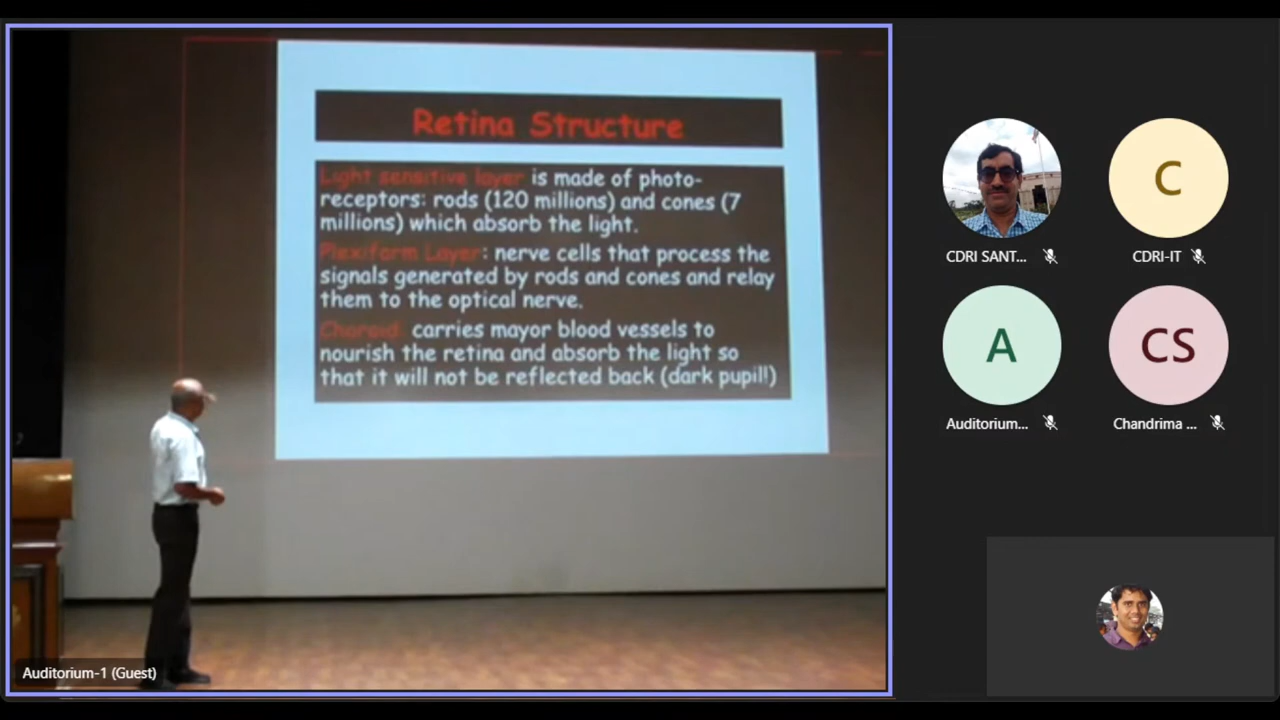 Retina Structure
Light sensitive layer is made of photo-
receptors: rods (120 millions) and cones (7
millions) which absorb the light.
Plexiform Layer: nerve cells that process the
signals generated by rods and cones and relay
them to the optical nerve.
Choroid: carries mayor blood vessels to
nourish the retina and absorb the light so
that it will not be reflected back (dark pupil!)
Auditorium-1 (Guest)
C
CDRI SANT...
CDRI-IT
A
CS
Auditorium...
Chandrima ...